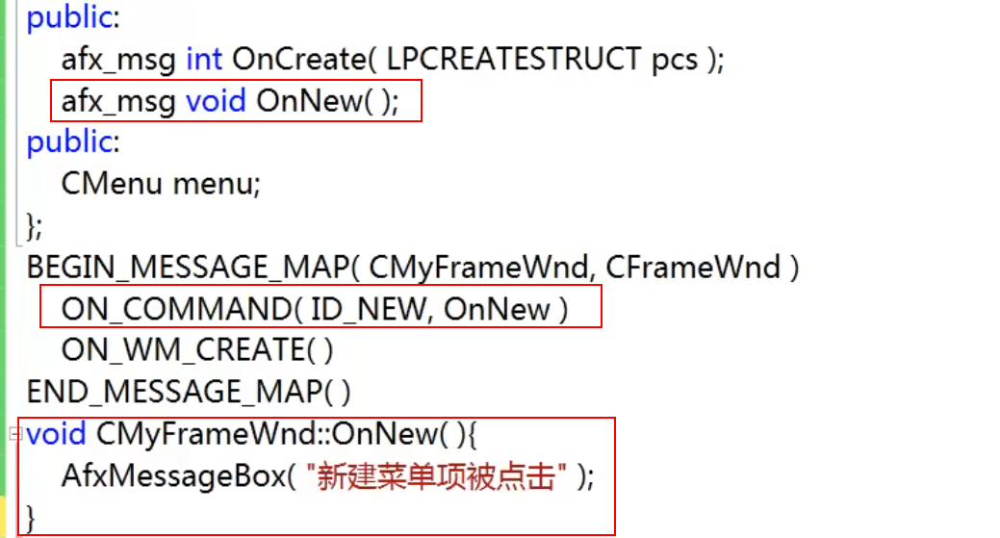 public:
afx_msg int OnCreate( LPCREATESTRUCT pcs );
afx_msg void OnNew( );
public:
CMenu menu;
};
BEGIN_MESSAGE_MAP( CMyFrameWnd, CFrameWnd )
ON_COMMAND( ID_NEW, OnNew )
ON_WM_CREATE( )
END_MESSAGE_MAP( )
void CMyFrameWnd::OnNew( ){
AfxMessageBox( "新建菜单项被点击" );
}